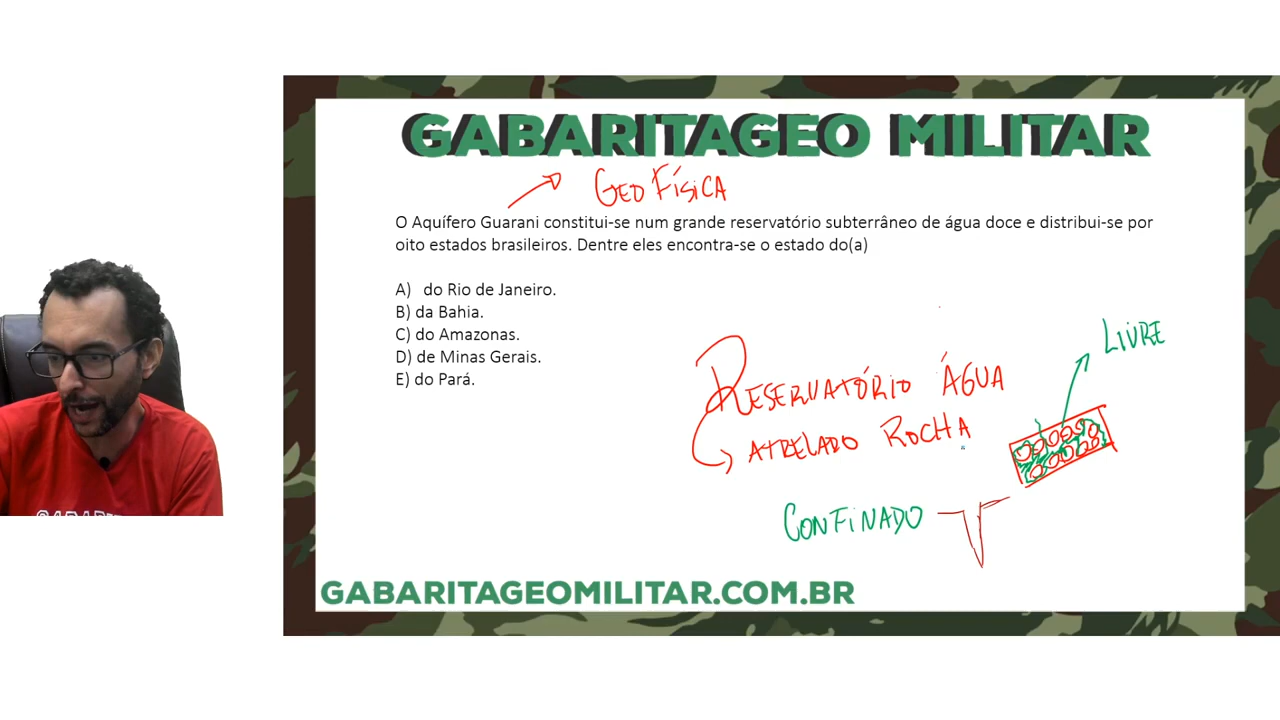 GABARITAGEO MILITAR
GEO FÍSICA
O Aquífero Guarani constitui-se num grande reservatório subterrâneo de água doce e distribui-se por
oito estados brasileiros. Dentre eles encontra-se o estado do(a)
A) do Rio de Janeiro.
B) da Bahia.
C) do Amazonas.
D) de Minas Gerais.
E) do Pará.
LIVRE
RESERVATÓRIO ÁGUA
ATRELADO ROCHA
CONFINADO
GABARITAGEOMILITAR.COM.BR